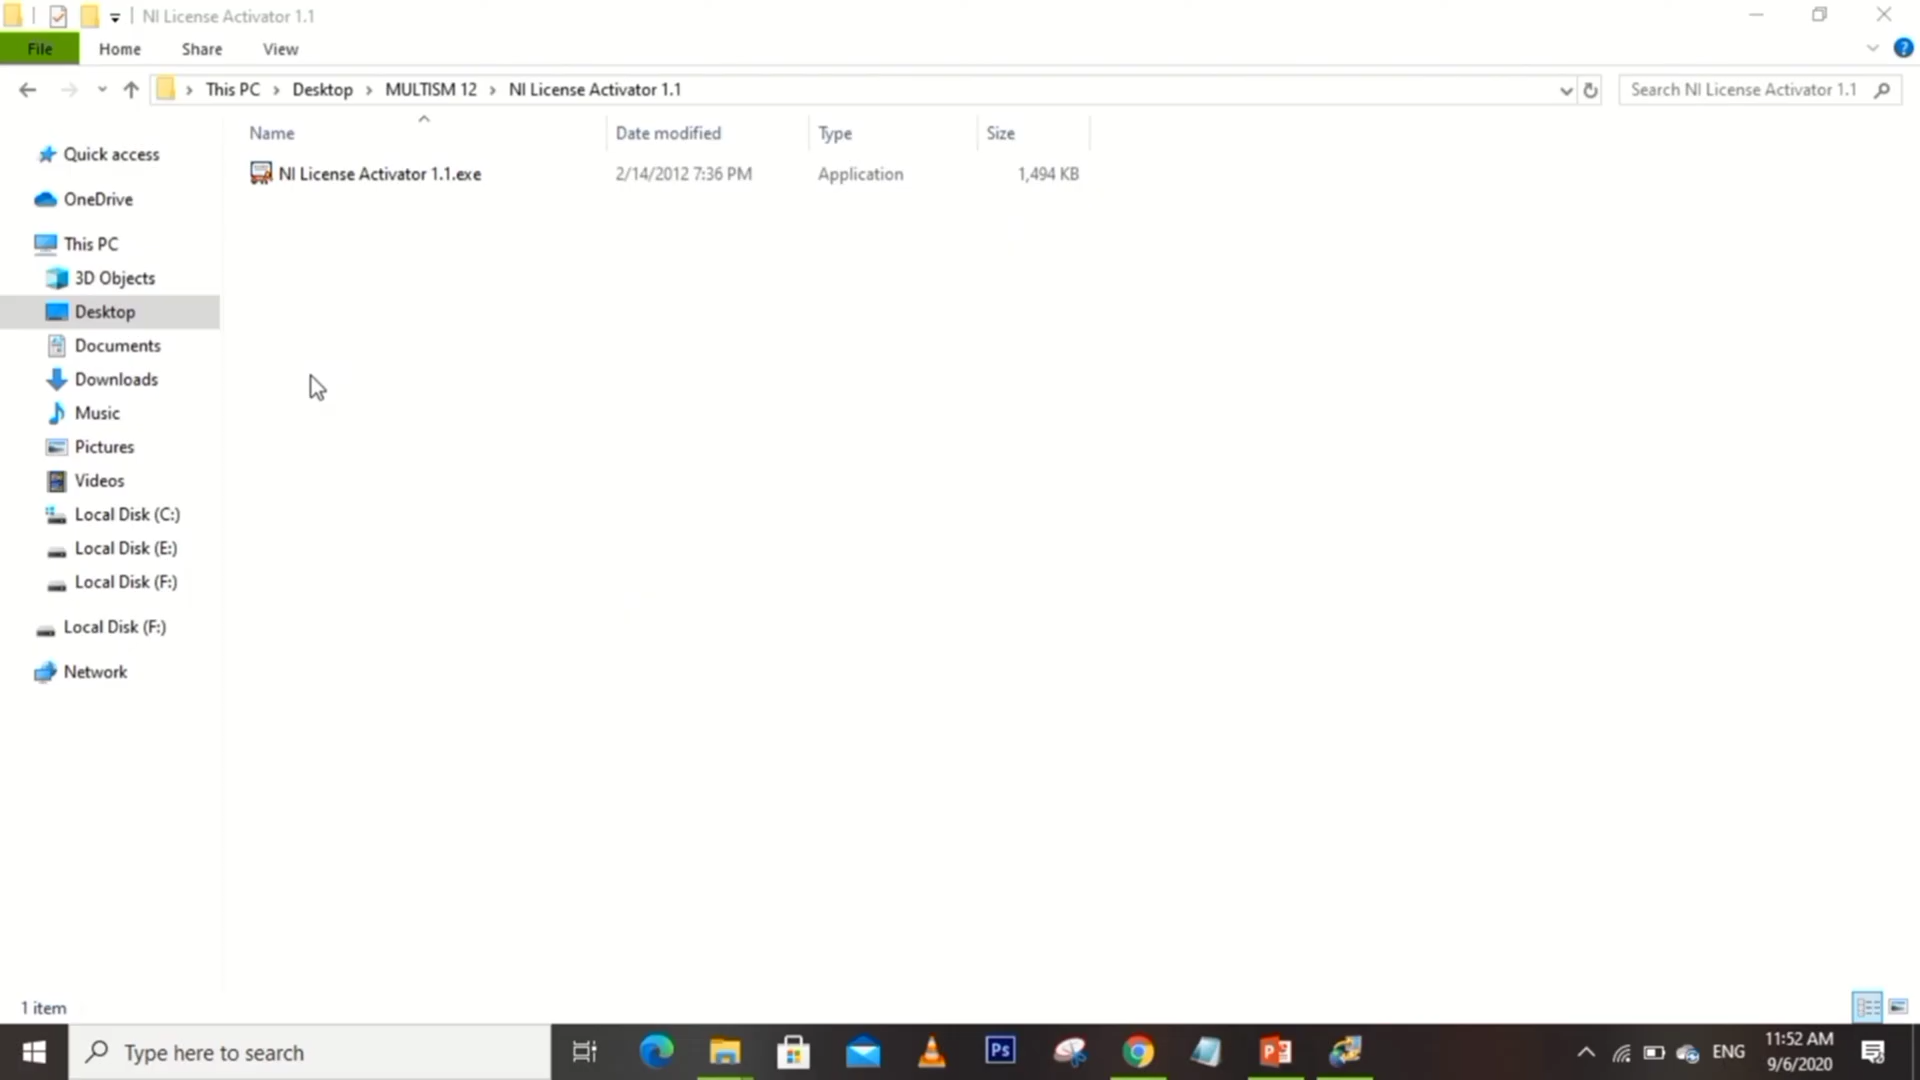 NI License Activator 1.1
File Home Share View
This PC Desktop MULTISM 12 NI License Activator 1.1
Search NI License Activator 1.1
Name Date modified Type Size
NI License Activator 1.1.exe 2/14/2012 7:36 PM Application 1,494 KB
Quick access
OneDrive
This PC
3D Objects
Desktop
Documents
Downloads
Music
Pictures
Videos
Local Disk (C:)
Local Disk (E:)
Local Disk (F:)
Local Disk (F:)
Network
1 item
Type here to search
Ps
ENG
11:52 AM
9/6/2020